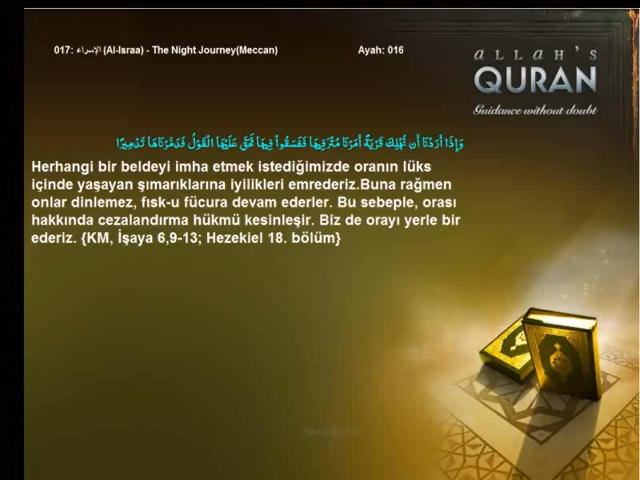 017: الإسراء (Al-Israa) - The Night Journey(Meccan) Ayah: 016
ALLAH'S
QURAN
Guidance without doubt
وَإِذَا أَرَدْنَا أَن نُّهْلِكَ قَرْيَةً أَمَرْنَا مُتْرَفِيهَا فَفَسَقُواْ فِيهَا فَحَقَّ عَلَيْهَا الْقَوْلُ فَدَمَّرْنَاهَا تَدْمِيرًا
Herhangi bir beldeyi imha etmek istediğimizde oranın lüks
içinde yaşayan şımarıklarına iyilikleri emrederiz.Buna rağmen
onlar dinlemez, fısk-u fücura devam ederler. Bu sebeple, orası
hakkında cezalandırma hükmü kesinleşir. Biz de orayı yerle bir
ederiz. {KM, İşaya 6,9-13; Hezekiel 18. bölüm}